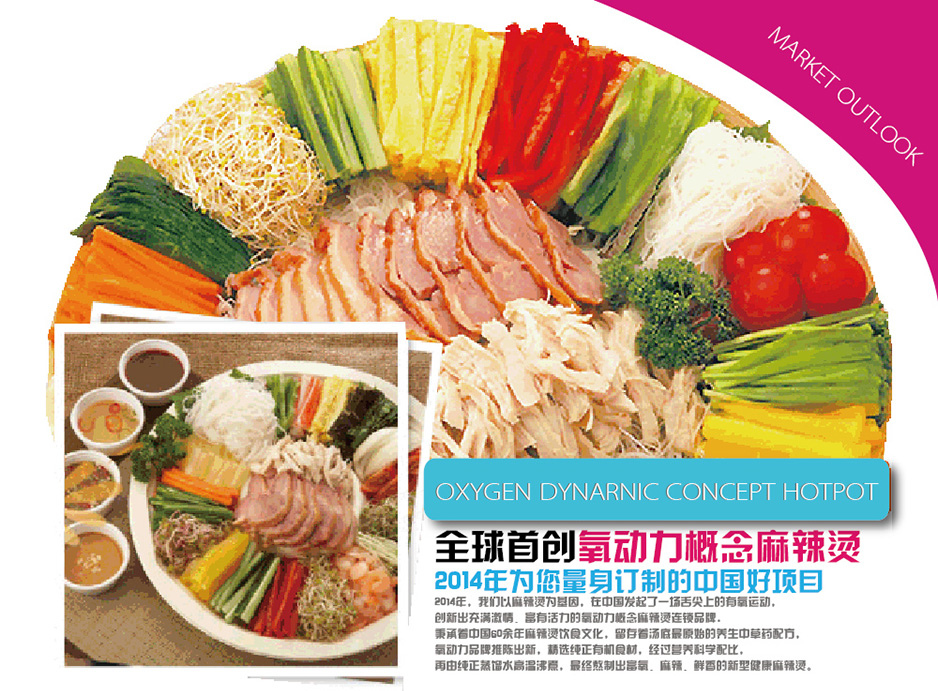 MARKET OUTLOOK
OXYGEN DYNARNIC CONCEPT HOTPOT
全球首创氧动力概念麻辣烫
2014年为您量身订制的中国好项目
2014年，我们以麻辣烫为基因，在中国发起了一场舌尖上的有氧运动，
创新出充满激情、富有活力的氧动力概念麻辣烫连锁品牌。
秉承着中国60余年麻辣烫饮食文化，留存着汤底最原始的养生中草药配方，
氧动力品牌推陈出新，精选纯正有机食材，经过营养科学配比，
再由纯正蒸馏水高温沸煮，最终熬制出富氧、麻辣、鲜香的新型健康麻辣烫。